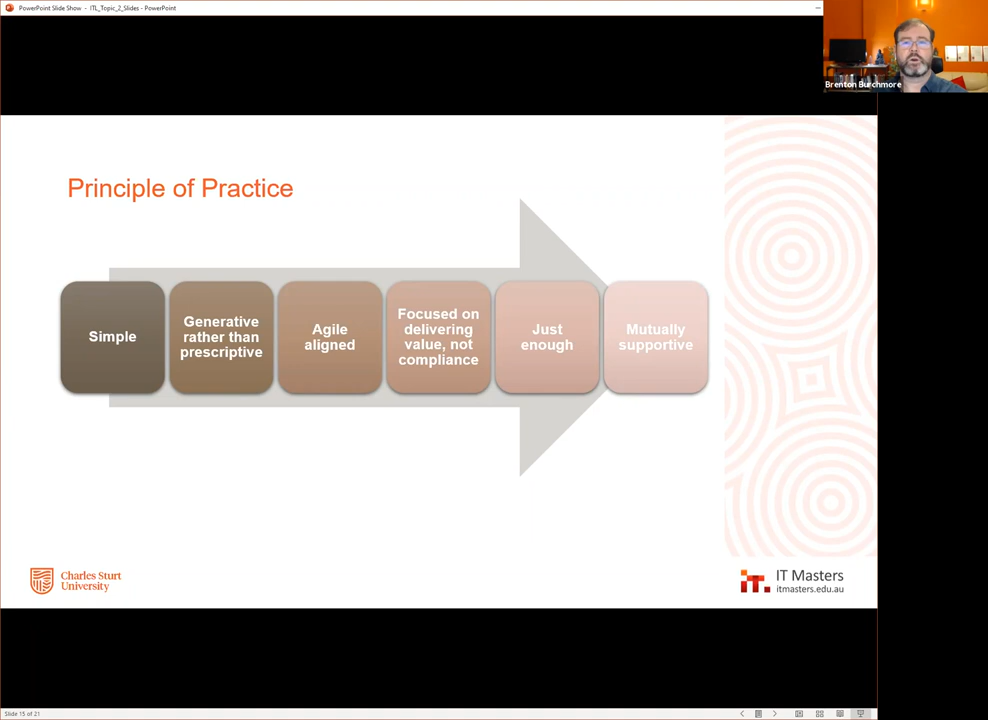 PowerPoint Slide Show - ITL_Topic_2_Slides - PowerPoint
Brenton Burchmore
Principle of Practice
Simple
Generative
rather than
prescriptive
Agile
aligned
Focused on
delivering
value, not
compliance
Just
enough
Mutually
supportive
Charles Sturt
University
IT Masters
itmasters.edu.au
Slide 15 of 21